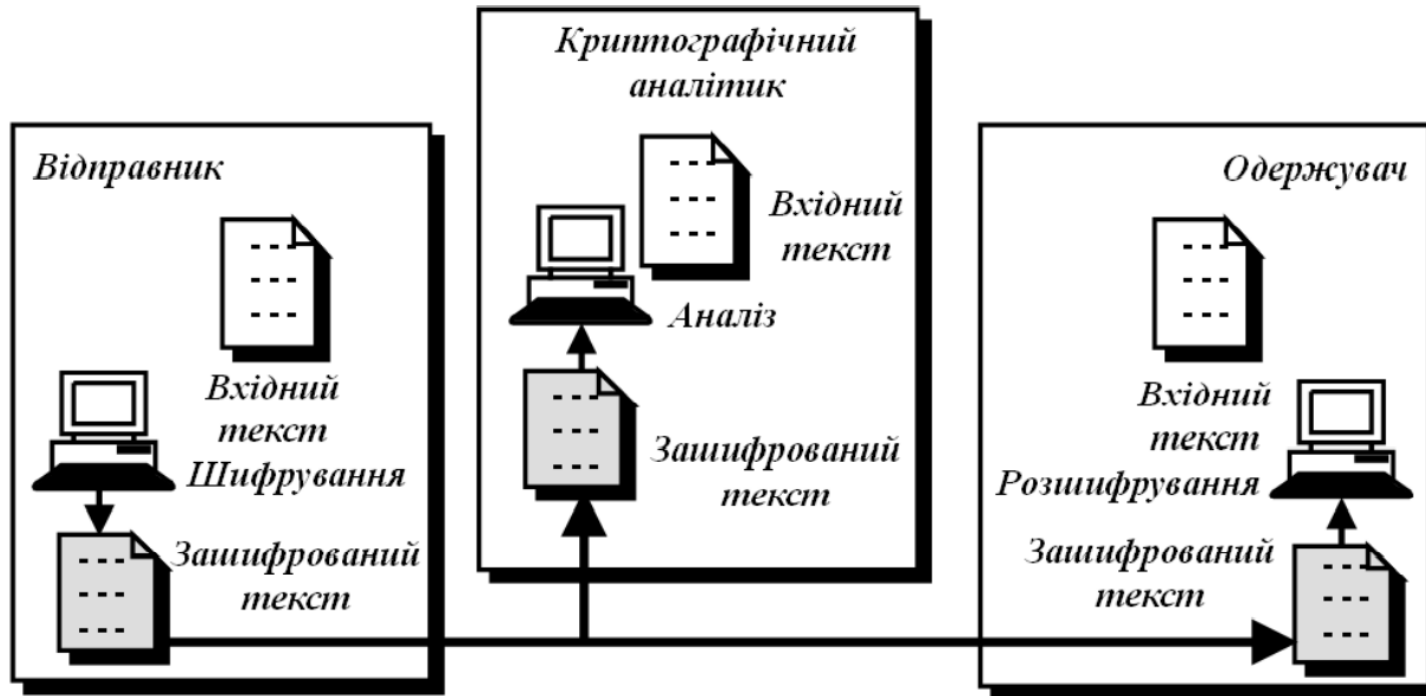 Криптографічний
аналітик
Вхідний
текст
Аналіз
Зашифрований
текст
Відправник
Вхідний
текст
Шифрування
Зашифрований
текст
Одержувач
Вхідний
текст
Розшифрування
Зашифрований
текст